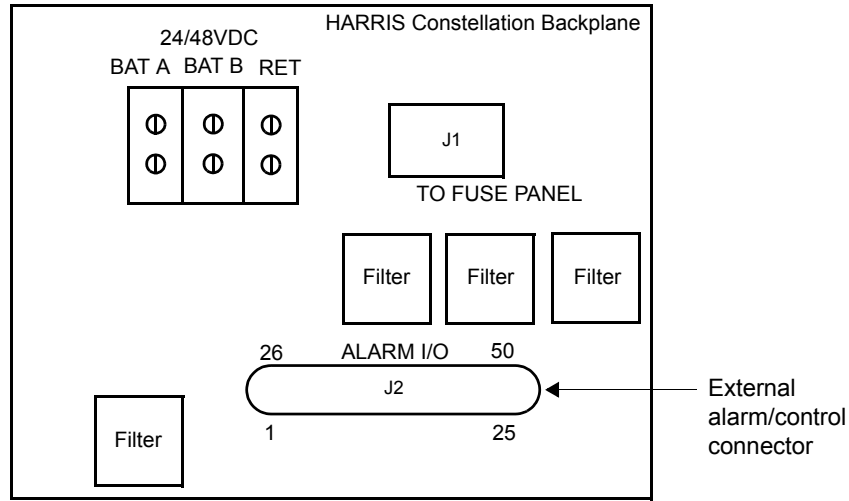 HARRIS Constellation Backplane
24/48VDC
BAT A BAT B RET
J1
TO FUSE PANEL
Filter Filter Filter
26 ALARM I/O 50
J2
1 25
Filter
External
alarm/control
connector